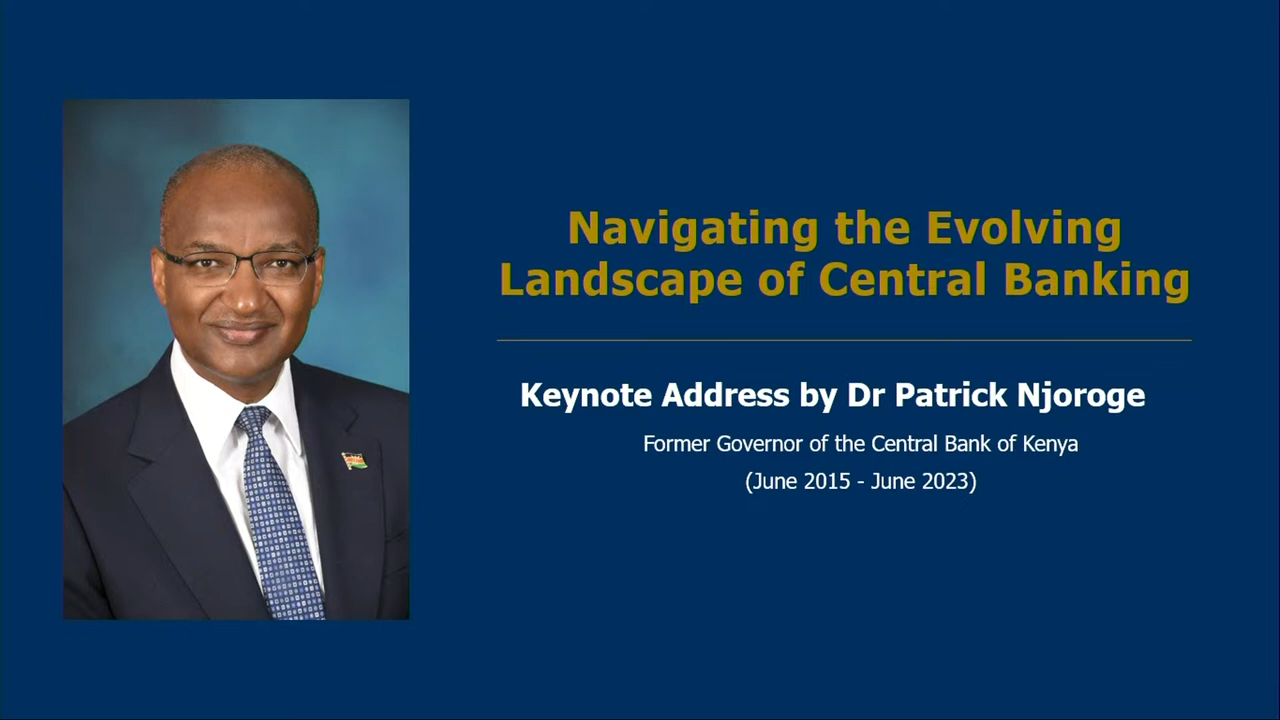 Navigating the Evolving
Landscape of Central Banking
Keynote Address by Dr Patrick Njoroge
Former Governor of the Central Bank of Kenya
(June 2015 - June 2023)